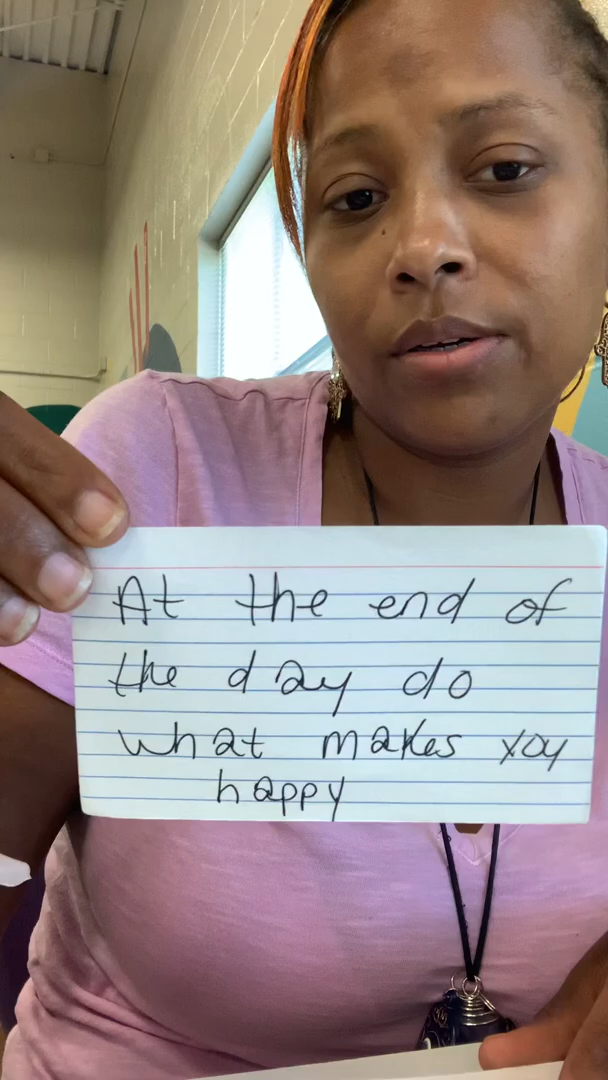 At the end of
the day do
what makes you
happy